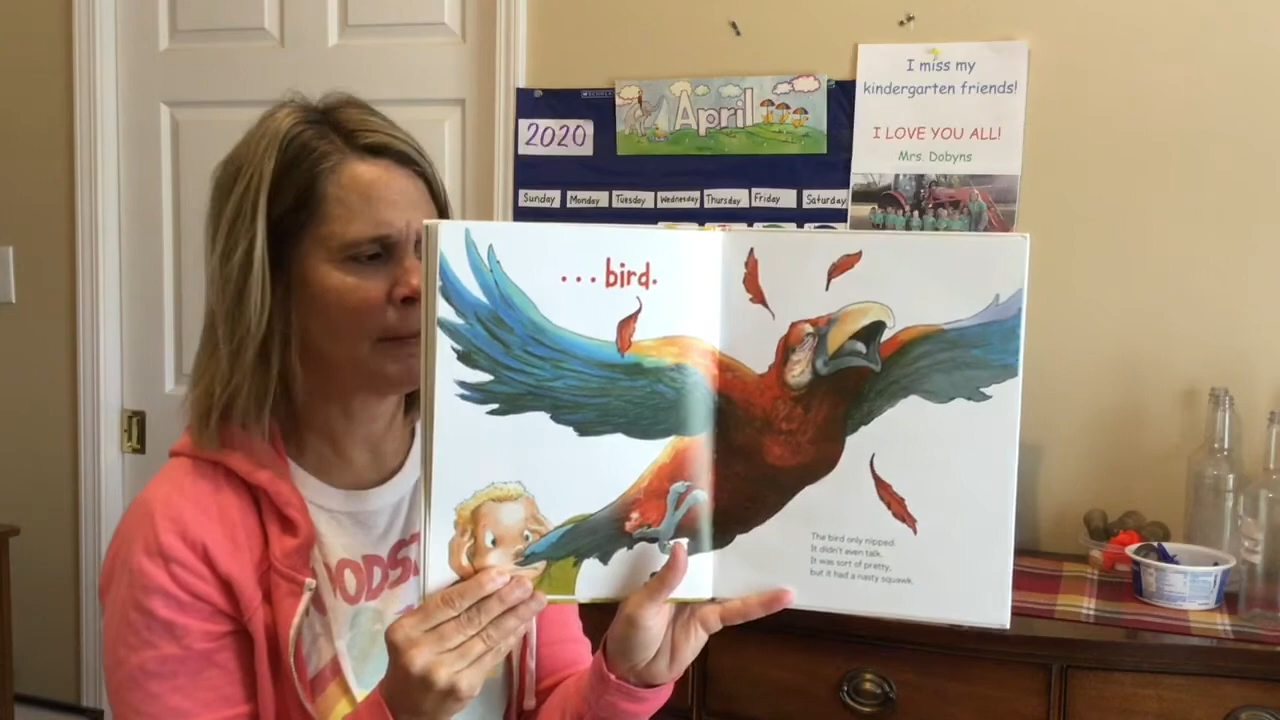 I miss my
kindergarten friends!
I LOVE YOU ALL!
Mrs. Dobyns
April
2020
Sunday
Monday
Tuesday
Wednesday
Thursday
Friday
Saturday
...bird.
The bird only nipped.
It didn't even talk.
It was sort of pretty,
but it had a nasty squawk.